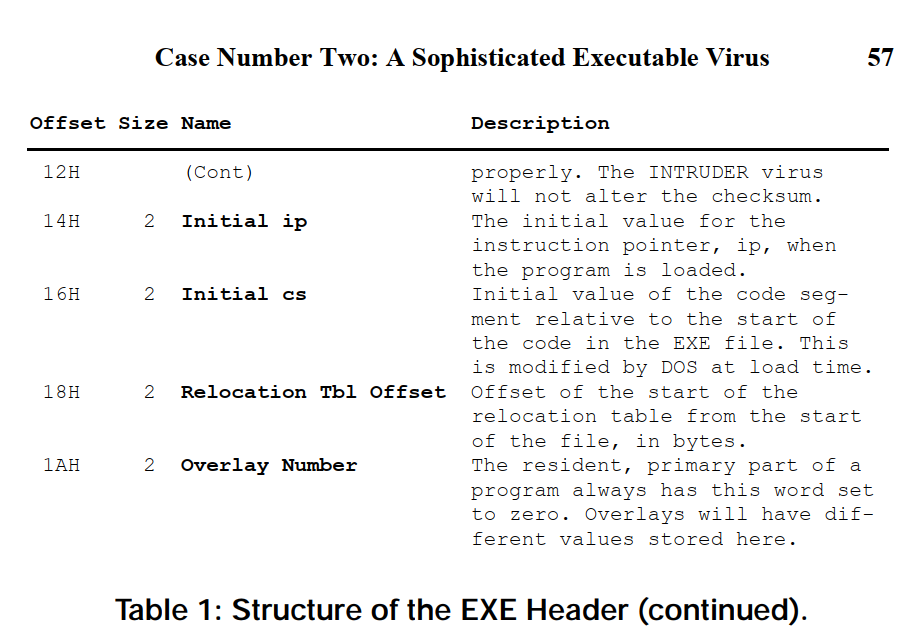 Case Number Two: A Sophisticated Executable Virus 57
Offset Size Name Description
12H (Cont) properly. The INTRUDER virus
will not alter the checksum.
14H 2 Initial ip The initial value for the
instruction pointer, ip, when
the program is loaded.
16H 2 Initial cs Initial value of the code seg-
ment relative to the start of
the code in the EXE file. This
is modified by DOS at load time.
18H 2 Relocation Tbl Offset Offset of the start of the
relocation table from the start
of the file, in bytes.
1AH 2 Overlay Number The resident, primary part of a
program always has this word set
to zero. Overlays will have dif-
ferent values stored here.
Table 1: Structure of the EXE Header (continued).